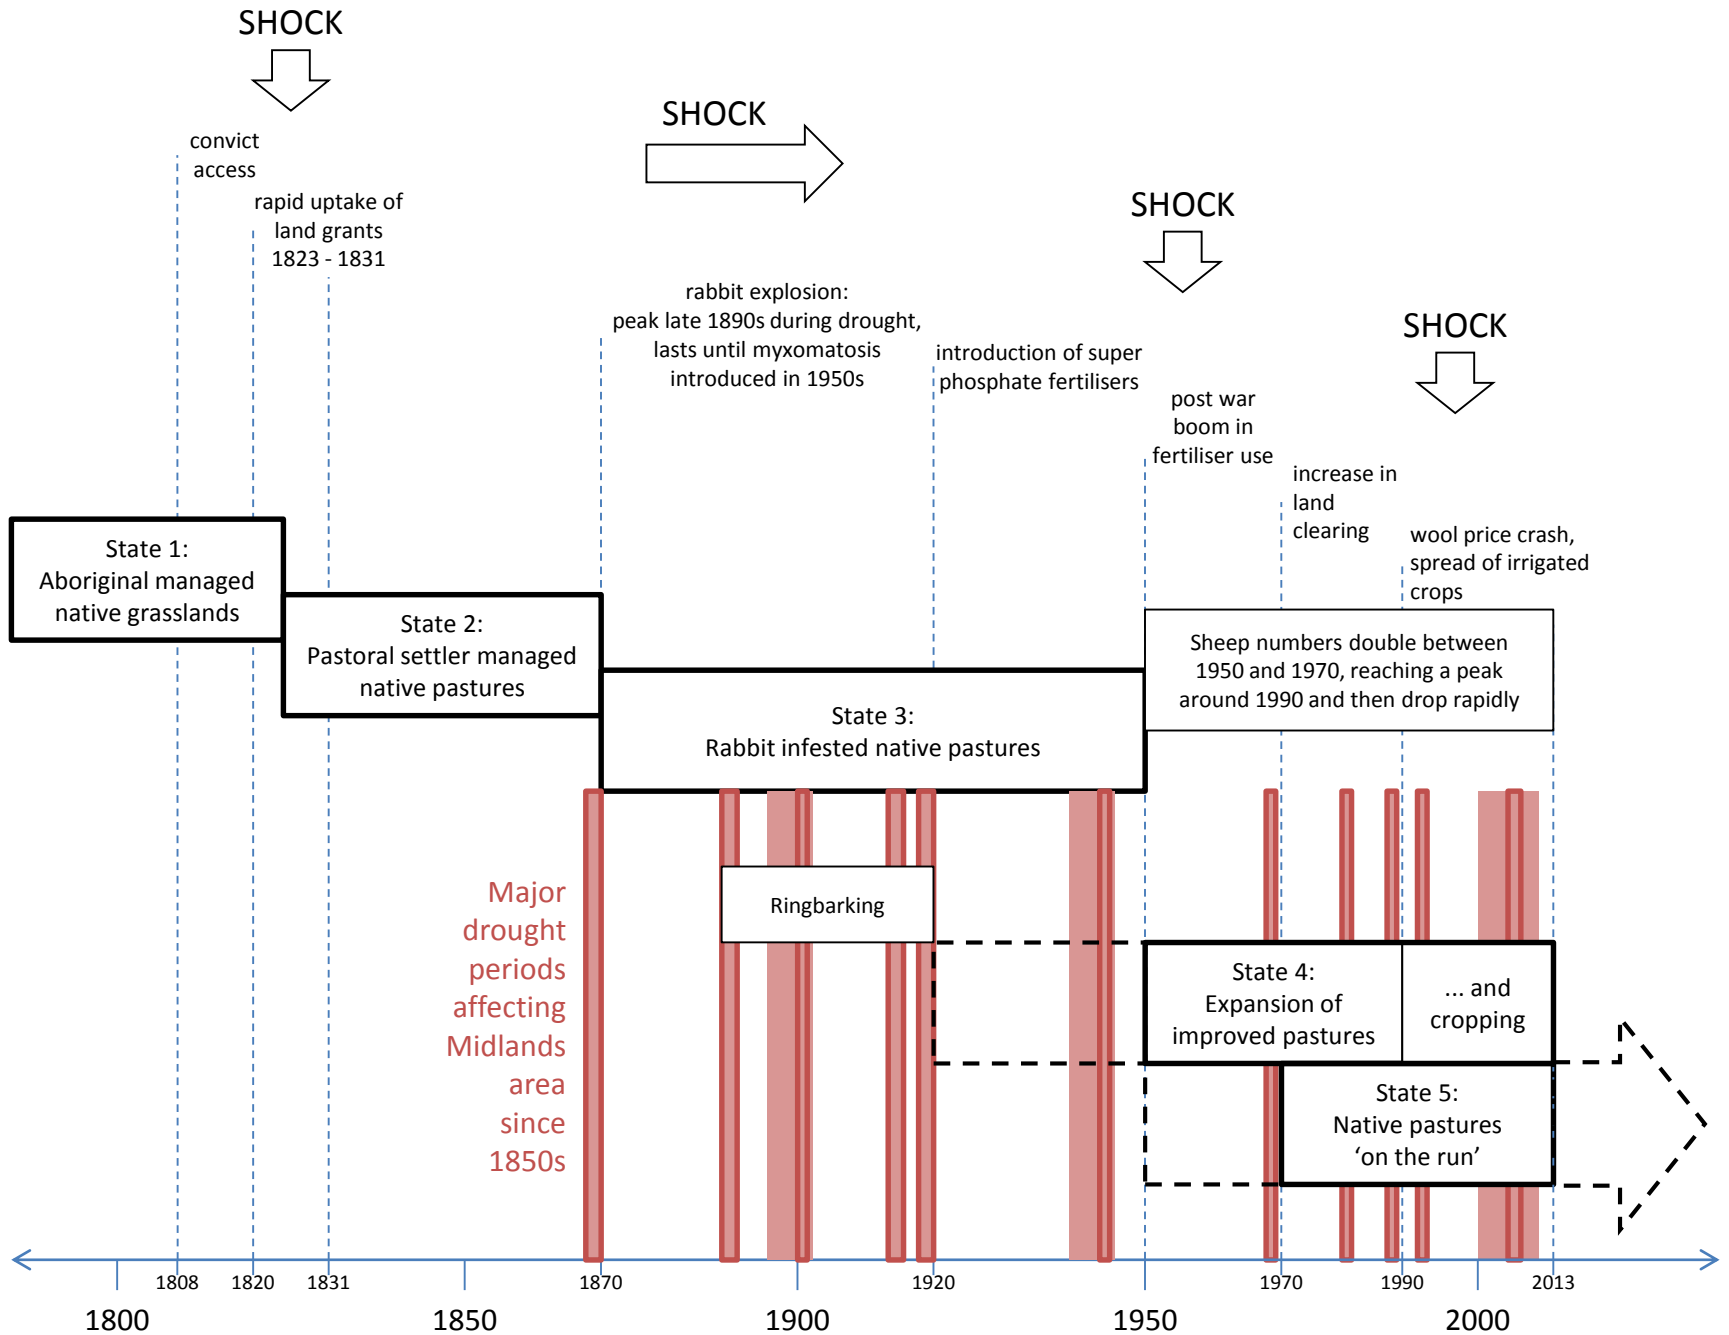 SHOCK
convict
access
rapid uptake of
land grants
1823 - 1831
SHOCK
rabbit explosion:
peak late 1890s during drought,
lasts until myxomatosis
introduced in 1950s
introduction of super
phosphate fertilisers
SHOCK
post war
boom in
fertiliser use
increase in
land
clearing
SHOCK
wool price crash,
spread of irrigated
crops
State 1:
Aboriginal managed
native grasslands
State 2:
Pastoral settler managed
native pastures
State 3:
Rabbit infested native pastures
Sheep numbers double between
1950 and 1970, reaching a peak
around 1990 and then drop rapidly
Major
drought
periods
affecting
Midlands
area
since
1850s
Ringbarking
State 4:
Expansion of
improved pastures
... and
cropping
State 5:
Native pastures
‘on the run’
1808 1820 1831 1870 1920 1970 1990 2013
1800 1850 1900 1950 2000